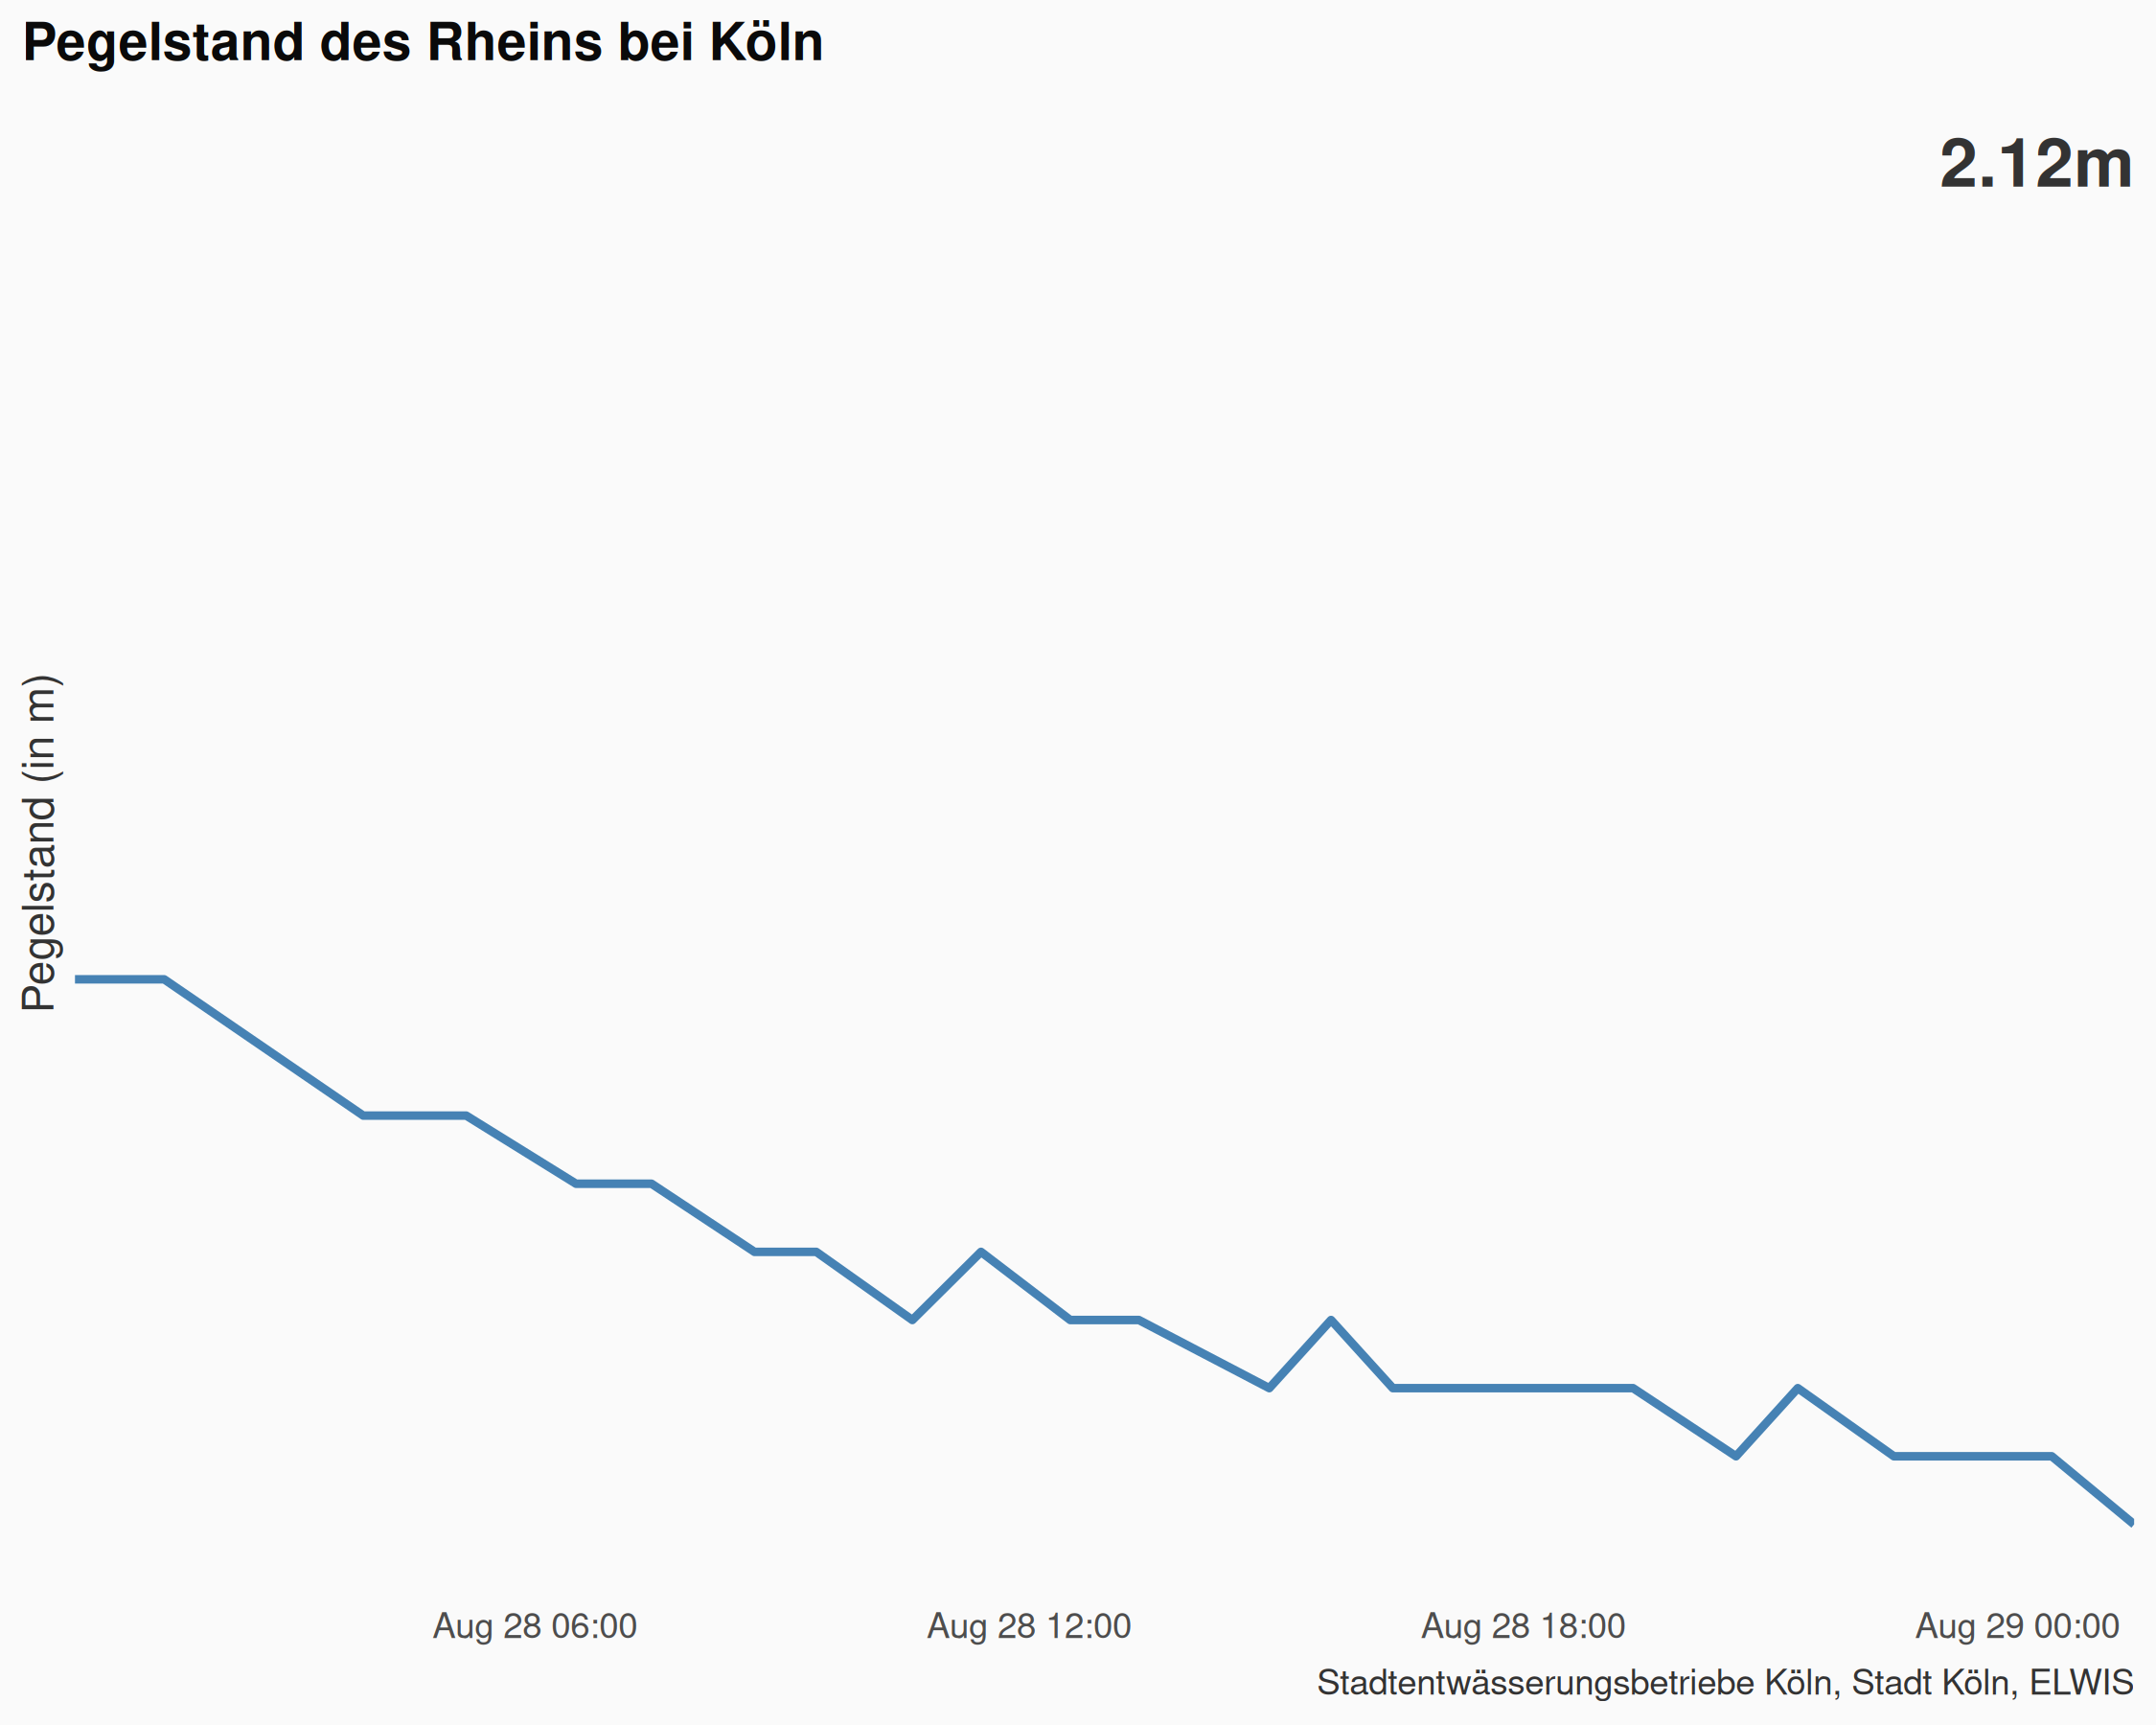 Pegelstand des Rheins bei Köln
2.12m
Pegelstand (in m)
Aug 28 06:00 Aug 28 12:00 Aug 28 18:00 Aug 29 00:00
Stadtentwässerungsbetriebe Köln, Stadt Köln, ELWIS